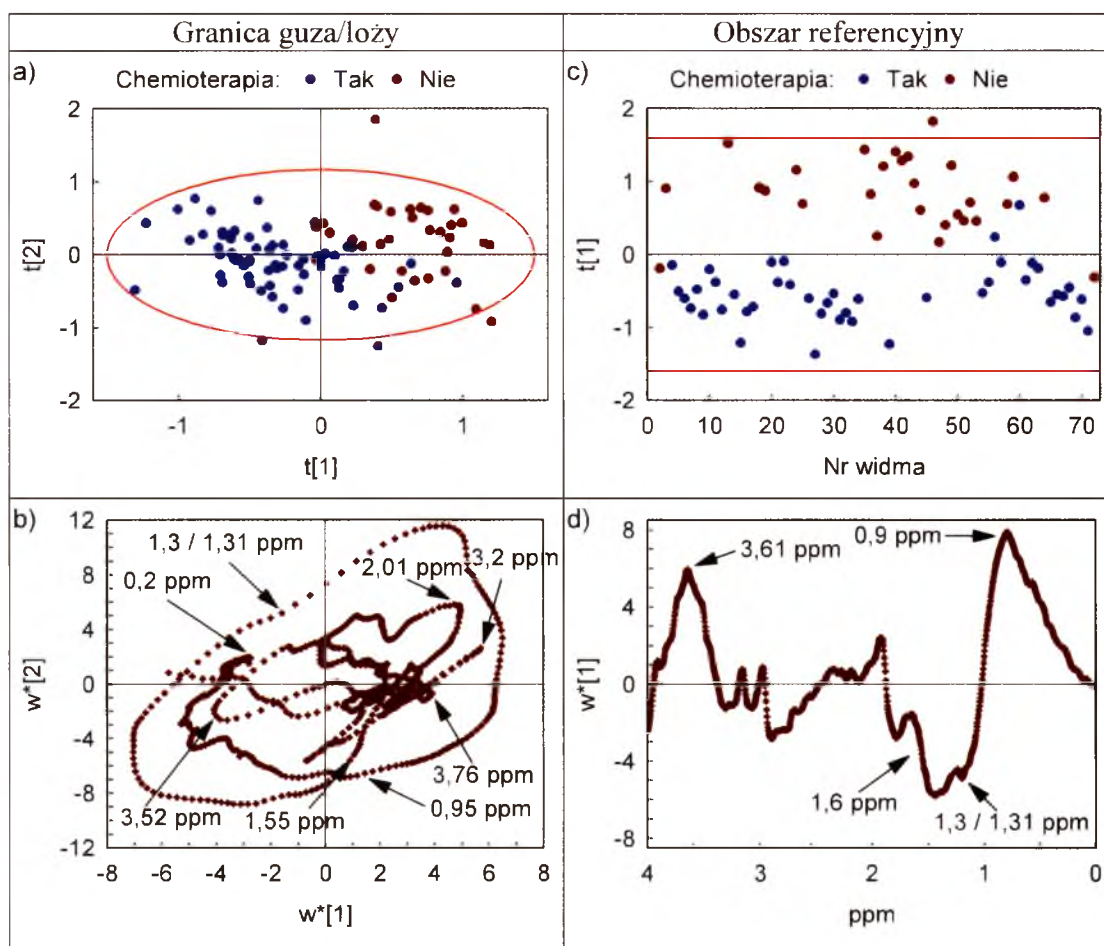 Granica guza/loży
Obszar referencyjny
a)
Chemioterapia: Tak Nie
2
1
0
-1
-2
t[2]
-1 0 1
t[1]
c)
Chemioterapia: Tak Nie
2
1
0
-1
-2
t[1]
0 10 20 30 40 50 60 70
Nr widma
b)
12
8
4
0
-4
-8
-12
w*[2]
1,3 / 1,31 ppm
0,2 ppm
2,01 ppm
3,2 ppm
3,76 ppm
0,95 ppm
1,55 ppm
3,52 ppm
-8 -6 -4 -2 0 2 4 6 8
w*[1]
d)
8
4
0
-4
-8
w*[1]
3,61 ppm
0,9 ppm
1,6 ppm
1,3 / 1,31 ppm
4 3 2 1 0
ppm